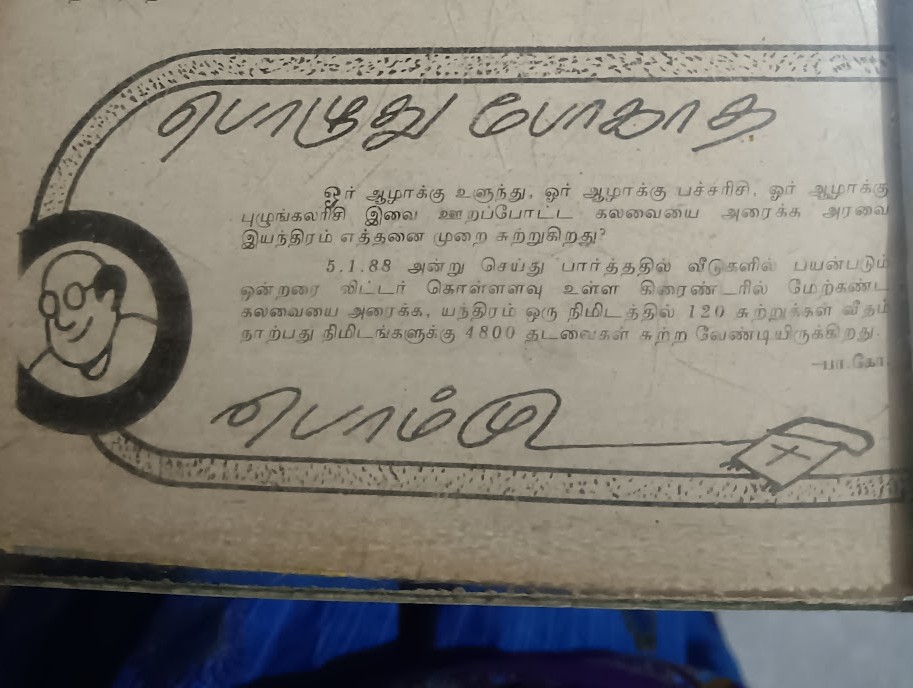 பொழுது போகாத
ஓர் ஆழாக்கு உளுந்து, ஓர் ஆழாக்கு பச்சரிசி, ஓர் ஆழாக்கு
புழுங்கலரிசி இவை ஊறப்போட்ட கலவையை அரைக்க அரவை
இயந்திரம் எத்தனை முறை சுற்றுகிறது?
5.1.88 அன்று செய்து பார்த்ததில் வீடுகளில் பயன்படும்
ஒன்றரை லிட்டர் கொள்ளளவு உள்ள கிரைண்டரில் மேற்கண்ட
கலவையை அரைக்க, யந்திரம் ஒரு நிமிடத்தில் 120 சுற்றுக்கள் வீதம்
நாற்பது நிமிடங்களுக்கு 4800 தடவைகள் சுற்ற வேண்டியிருக்கிறது.
—பா.கோ.
பொம்மு